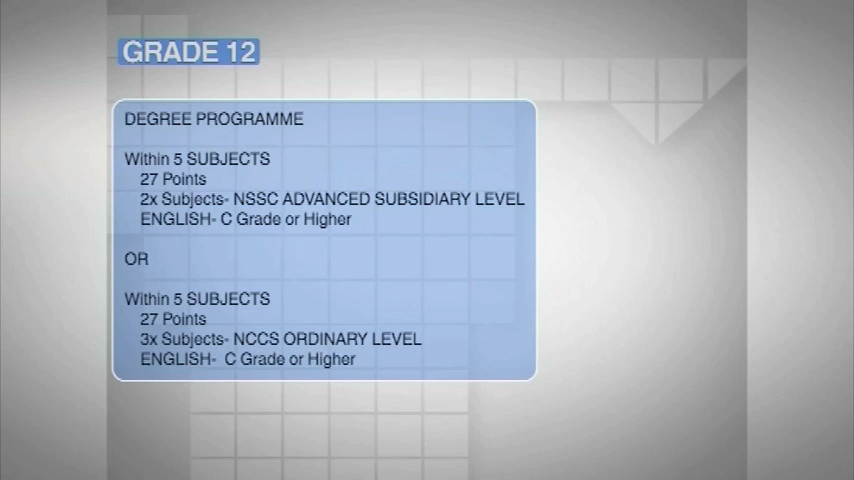 GRADE 12
DEGREE PROGRAMME
Within 5 SUBJECTS
27 Points
2x Subjects- NSSC ADVANCED SUBSIDIARY LEVEL
ENGLISH- C Grade or Higher
OR
Within 5 SUBJECTS
27 Points
3x Subjects- NCCS ORDINARY LEVEL
ENGLISH- C Grade or Higher